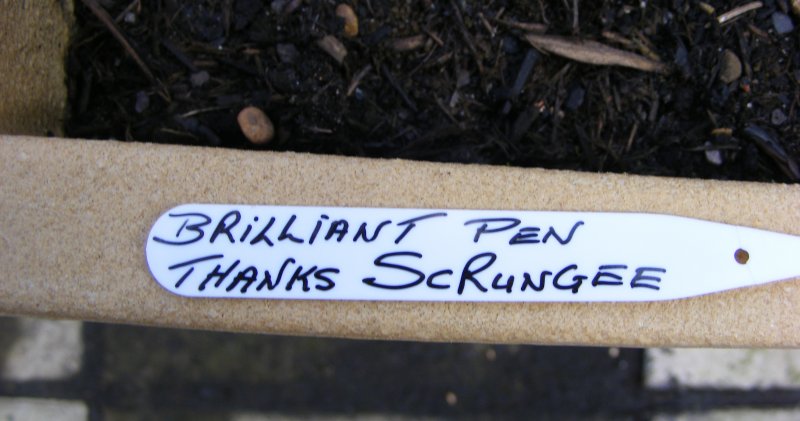 BRiLLiANT PEN
THANKS ScRuNGEE